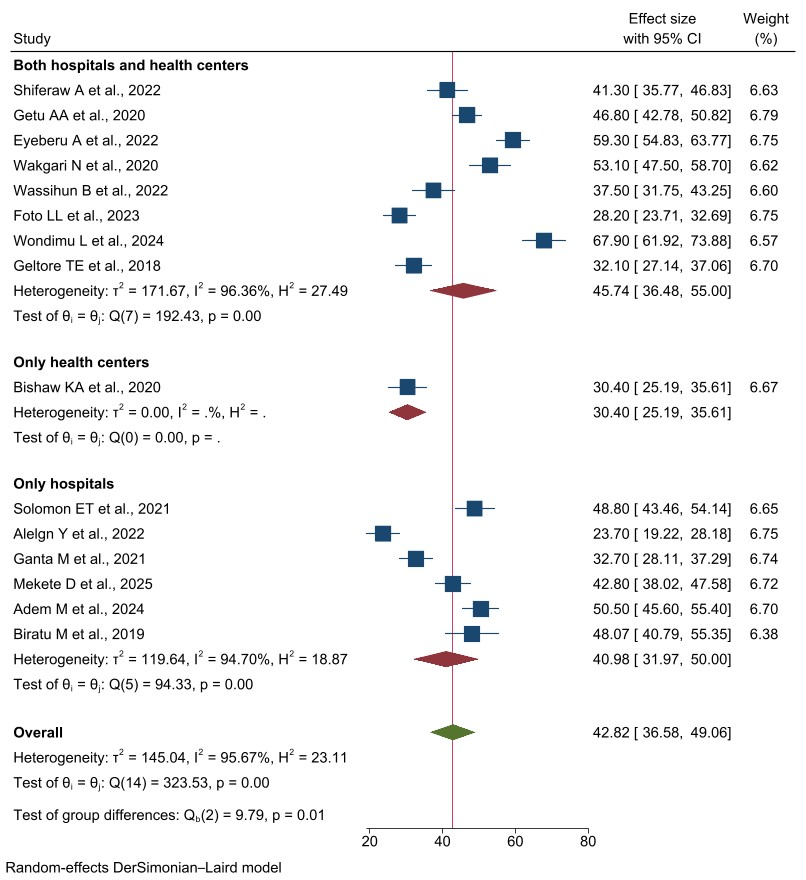 Effect size Weight
Study with 95% CI (%)
Both hospitals and health centers
Shiferaw A et al., 2022 41.30 [ 35.77, 46.83] 6.63
Getu AA et al., 2020 46.80 [ 42.78, 50.82] 6.79
Eyeberu A et al., 2022 59.30 [ 54.83, 63.77] 6.75
Wakgari N et al., 2020 53.10 [ 47.50, 58.70] 6.62
Wassihun B et al., 2022 37.50 [ 31.75, 43.25] 6.60
Foto LL et al., 2023 28.20 [ 23.71, 32.69] 6.75
Wondimu L et al., 2024 67.90 [ 61.92, 73.88] 6.57
Geltore TE et al., 2018 32.10 [ 27.14, 37.06] 6.70
Heterogeneity: τ² = 171.67, I² = 96.36%, H² = 27.49 45.74 [ 36.48, 55.00]
Test of θᵢ = θⱼ: Q(7) = 192.43, p = 0.00
Only health centers
Bishaw KA et al., 2020 30.40 [ 25.19, 35.61] 6.67
Heterogeneity: τ² = 0.00, I² = .%, H² = . 30.40 [ 25.19, 35.61]
Test of θᵢ = θⱼ: Q(0) = 0.00, p = .
Only hospitals
Solomon ET et al., 2021 48.80 [ 43.46, 54.14] 6.65
Alelgn Y et al., 2022 23.70 [ 19.22, 28.18] 6.75
Ganta M et al., 2021 32.70 [ 28.11, 37.29] 6.74
Mekete D et al., 2025 42.80 [ 38.02, 47.58] 6.72
Adem M et al., 2024 50.50 [ 45.60, 55.40] 6.70
Biratu M et al., 2019 48.07 [ 40.79, 55.35] 6.38
Heterogeneity: τ² = 119.64, I² = 94.70%, H² = 18.87 40.98 [ 31.97, 50.00]
Test of θᵢ = θⱼ: Q(5) = 94.33, p = 0.00
Overall 42.82 [ 36.58, 49.06]
Heterogeneity: τ² = 145.04, I² = 95.67%, H² = 23.11
Test of θᵢ = θⱼ: Q(14) = 323.53, p = 0.00
Test of group differences: Q_b(2) = 9.79, p = 0.01
20 40 60 80
Random-effects DerSimonian–Laird model